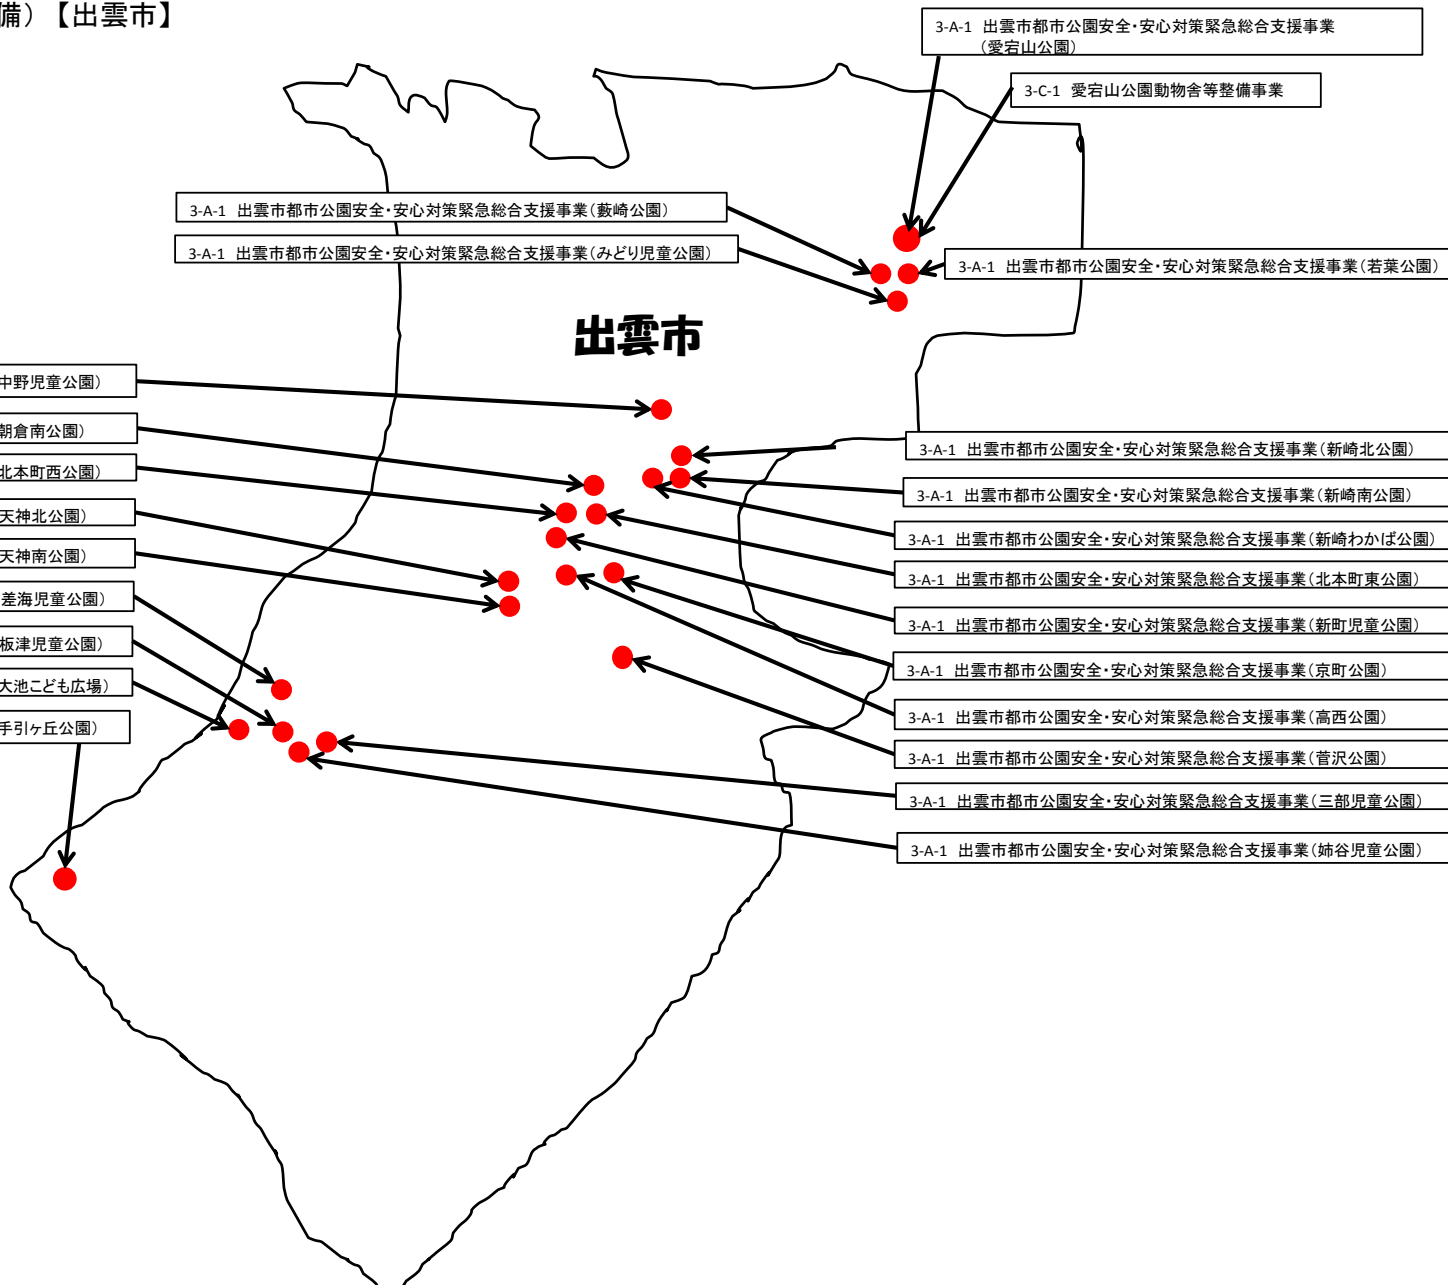 備）【出雲市】
3-A-1 出雲市都市公園安全・安心対策緊急総合支援事業
（愛宕山公園）
3-C-1 愛宕山公園動物舎等整備事業
3-A-1 出雲市都市公園安全・安心対策緊急総合支援事業（藪崎公園）
3-A-1 出雲市都市公園安全・安心対策緊急総合支援事業（みどり児童公園）
3-A-1 出雲市都市公園安全・安心対策緊急総合支援事業（若葉公園）
出雲市
中野児童公園）
朝倉南公園）
北本町西公園）
天神北公園）
天神南公園）
差海児童公園）
板津児童公園）
大池こども広場）
手引ヶ丘公園）
3-A-1 出雲市都市公園安全・安心対策緊急総合支援事業（新崎北公園）
3-A-1 出雲市都市公園安全・安心対策緊急総合支援事業（新崎南公園）
3-A-1 出雲市都市公園安全・安心対策緊急総合支援事業（新崎わかば公園）
3-A-1 出雲市都市公園安全・安心対策緊急総合支援事業（北本町東公園）
3-A-1 出雲市都市公園安全・安心対策緊急総合支援事業（新町児童公園）
3-A-1 出雲市都市公園安全・安心対策緊急総合支援事業（京町公園）
3-A-1 出雲市都市公園安全・安心対策緊急総合支援事業（高西公園）
3-A-1 出雲市都市公園安全・安心対策緊急総合支援事業（菅沢公園）
3-A-1 出雲市都市公園安全・安心対策緊急総合支援事業（三部児童公園）
3-A-1 出雲市都市公園安全・安心対策緊急総合支援事業（姉谷児童公園）